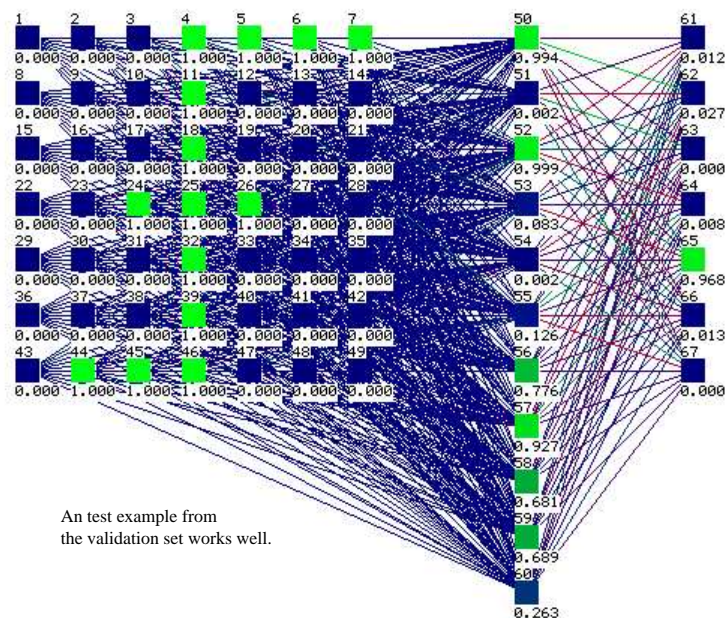 1 2 3 4 5 6 7 50 61
0.000 0.000 0.000 1.000 1.000 1.000 1.000 0.994 0.012
8 9 10 11 12 13 14 51 62
0.000 0.000 0.000 1.000 0.000 0.000 0.000 0.002 0.027
15 16 17 18 19 20 21 52 63
0.000 0.000 0.000 1.000 0.000 0.000 0.000 0.999 0.000
22 23 24 25 26 27 28 53 64
0.000 0.000 1.000 1.000 1.000 0.000 0.000 0.083 0.008
29 30 31 32 33 34 35 54 65
0.000 0.000 0.000 1.000 0.000 0.000 0.000 0.002 0.968
36 37 38 39 40 41 42 55 66
0.000 0.000 0.000 1.000 0.000 0.000 0.000 0.126 0.013
43 44 45 46 47 48 49 56 67
0.000 1.000 1.000 1.000 0.000 0.000 0.000 0.776 0.000
57
0.927
58
0.681
59
0.689
60
0.263
An test example from
the validation set works well.